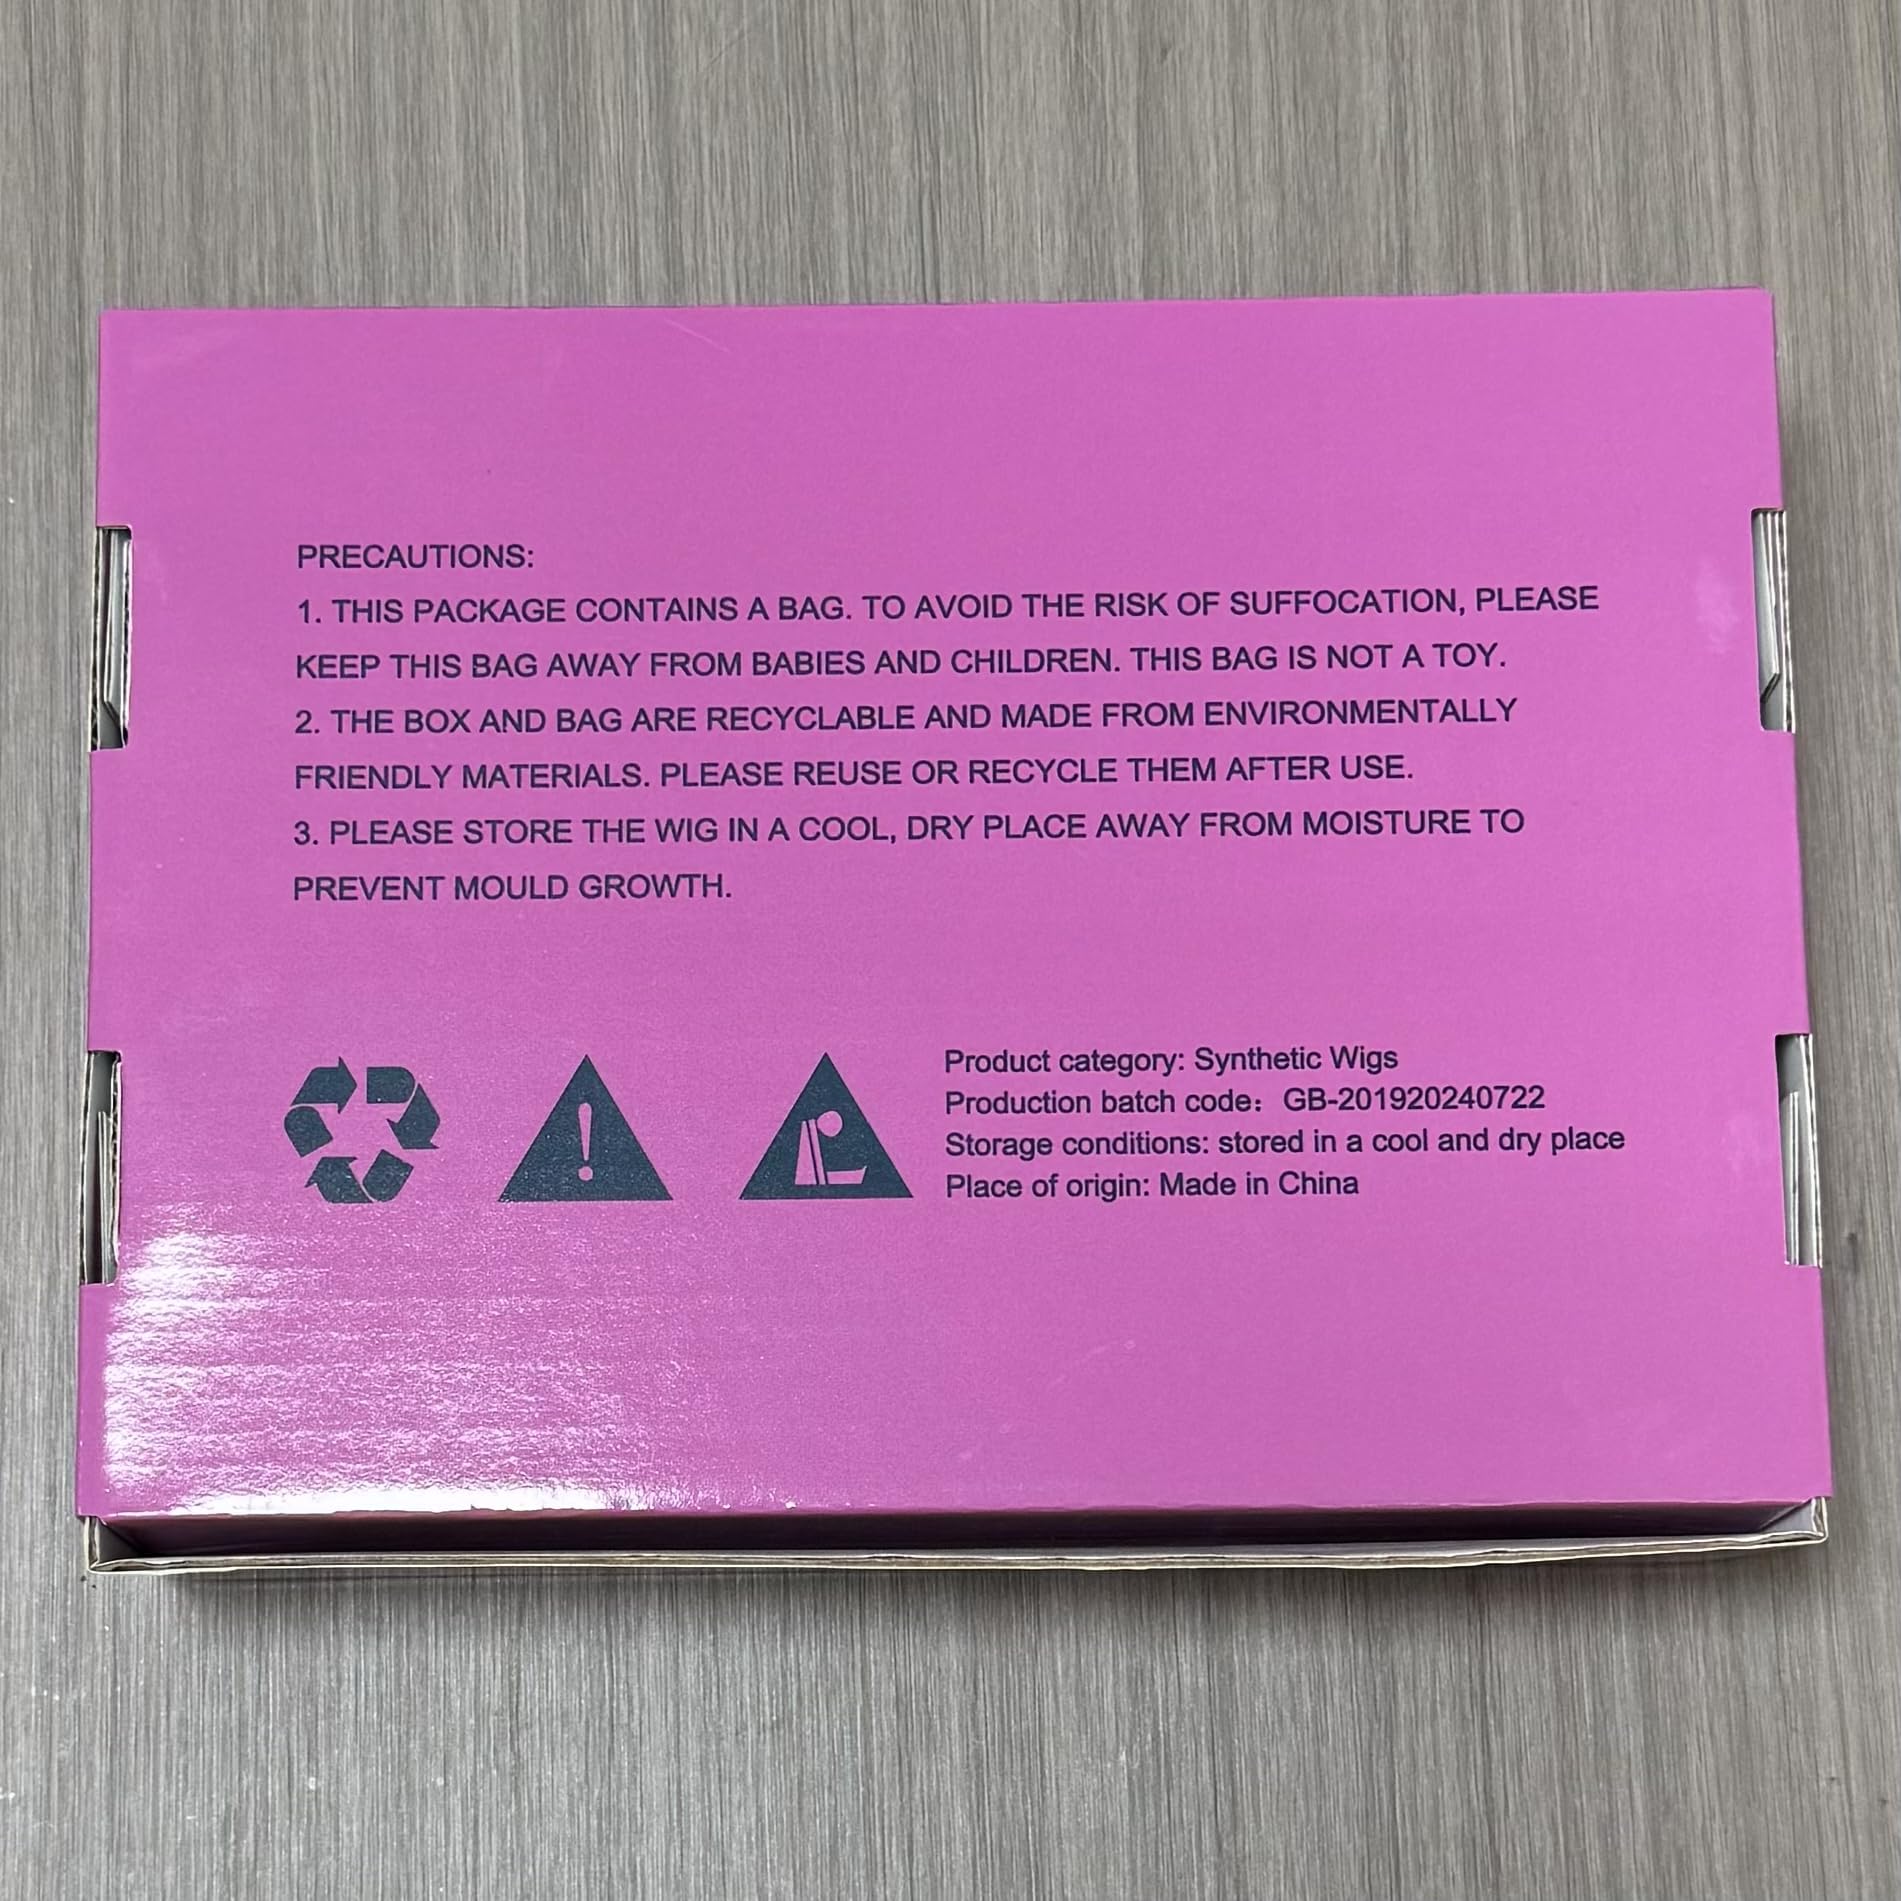 PRECAUTIONS:
1. THIS PACKAGE CONTAINS A BAG. TO AVOID THE RISK OF SUFFOCATION, PLEASE
KEEP THIS BAG AWAY FROM BABIES AND CHILDREN. THIS BAG IS NOT A TOY.
2. THE BOX AND BAG ARE RECYCLABLE AND MADE FROM ENVIRONMENTALLY
FRIENDLY MATERIALS. PLEASE REUSE OR RECYCLE THEM AFTER USE.
3. PLEASE STORE THE WIG IN A COOL, DRY PLACE AWAY FROM MOISTURE TO
PREVENT MOULD GROWTH.
Product category: Synthetic Wigs
Production batch code: GB-201920240722
Storage conditions: stored in a cool and dry place
Place of origin: Made in China